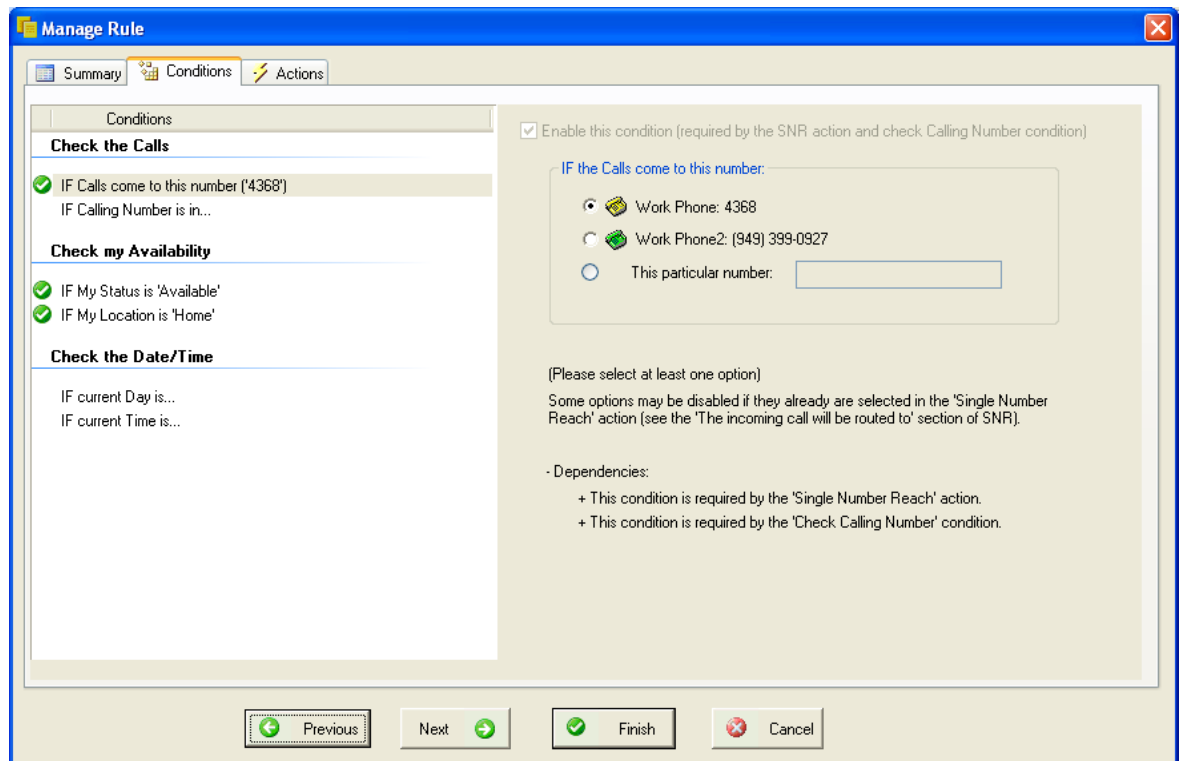 Manage Rule
Summary
Conditions
Actions
Conditions
Check the Calls
IF Calls come to this number ('4368')
IF Calling Number is in...
Check my Availability
IF My Status is 'Available'
IF My Location is 'Home'
Check the Date/Time
IF current Day is...
IF current Time is...
Enable this condition (required by the SNR action and check Calling Number condition)
IF the Calls come to this number:
Work Phone: 4368
Work Phone2: (949) 399-0927
This particular number:
(Please select at least one option)
Some options may be disabled if they already are selected in the 'Single Number
Reach' action (see the 'The incoming call will be routed to' section of SNR).
- Dependencies:
+ This condition is required by the 'Single Number Reach' action.
+ This condition is required by the 'Check Calling Number' condition.
Previous
Next
Finish
Cancel